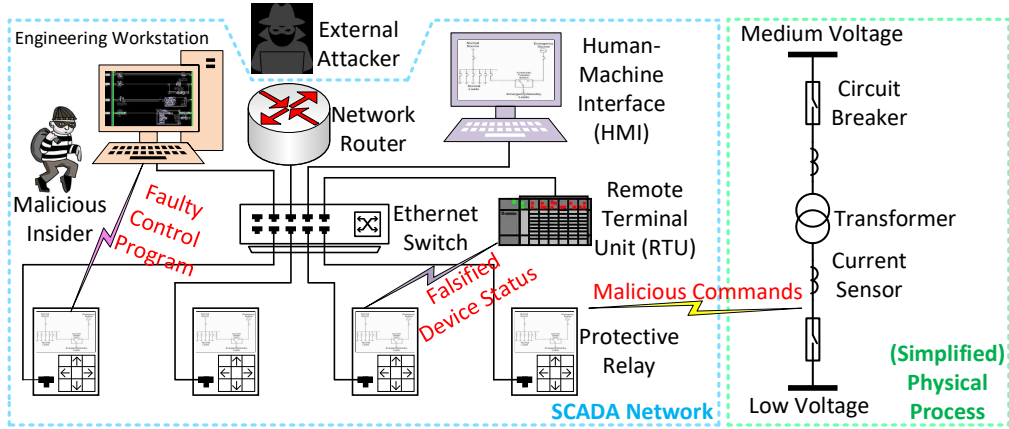 Engineering Workstation
External
Attacker
Human-
Machine
Interface
(HMI)
Network
Router
Malicious
Insider
Faulty
Control
Program
Ethernet
Switch
Remote
Terminal
Unit (RTU)
Falsified
Device Status
Malicious Commands
Protective
Relay
SCADA Network
Medium Voltage
Circuit
Breaker
Transformer
Current
Sensor
Low Voltage
(Simplified)
Physical
Process